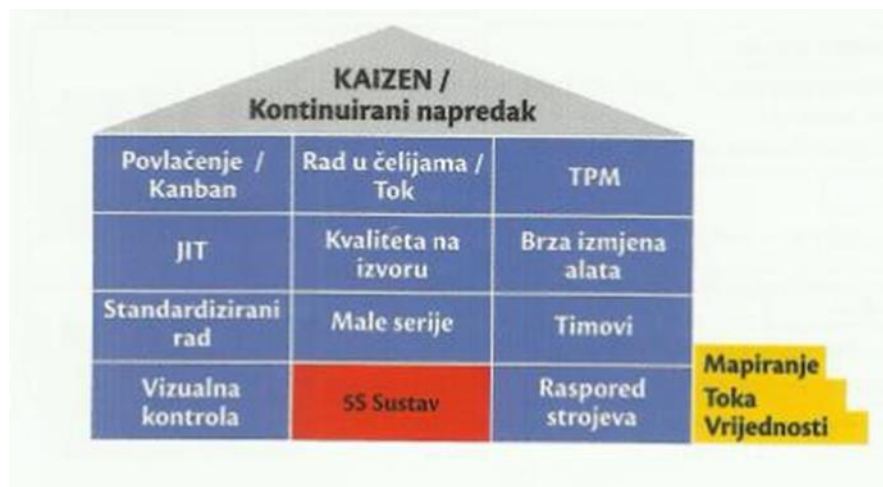 KAIZEN /
Kontinuirani napredak
Povlačenje /
Kanban
Rad u čelijama /
Tok
TPM
JIT
Kvaliteta na
izvoru
Brza izmjena
alata
Standardizirani
rad
Male serije
Timovi
Vizualna
kontrola
5S Sustav
Raspored
strojeva
Mapiranje
Toka
Vrijednosti